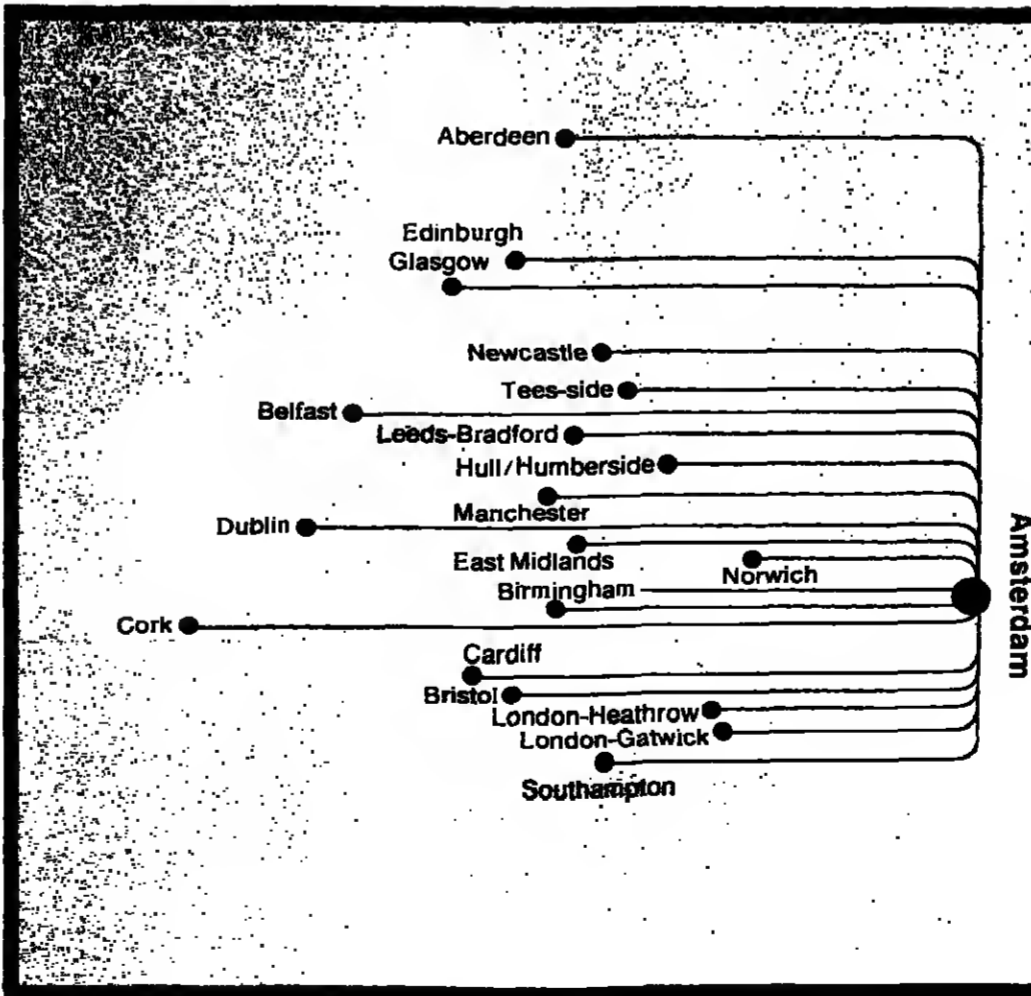 Aberdeen
Edinburgh
Glasgow
Newcastle
Tees-side
Belfast
Leeds-Bradford
Hull/Humberside
Manchester
Dublin
East Midlands
Norwich
Birmingham
Amsterdam
Cork
Cardiff
Bristol
London-Heathrow
London-Gatwick
Southampton